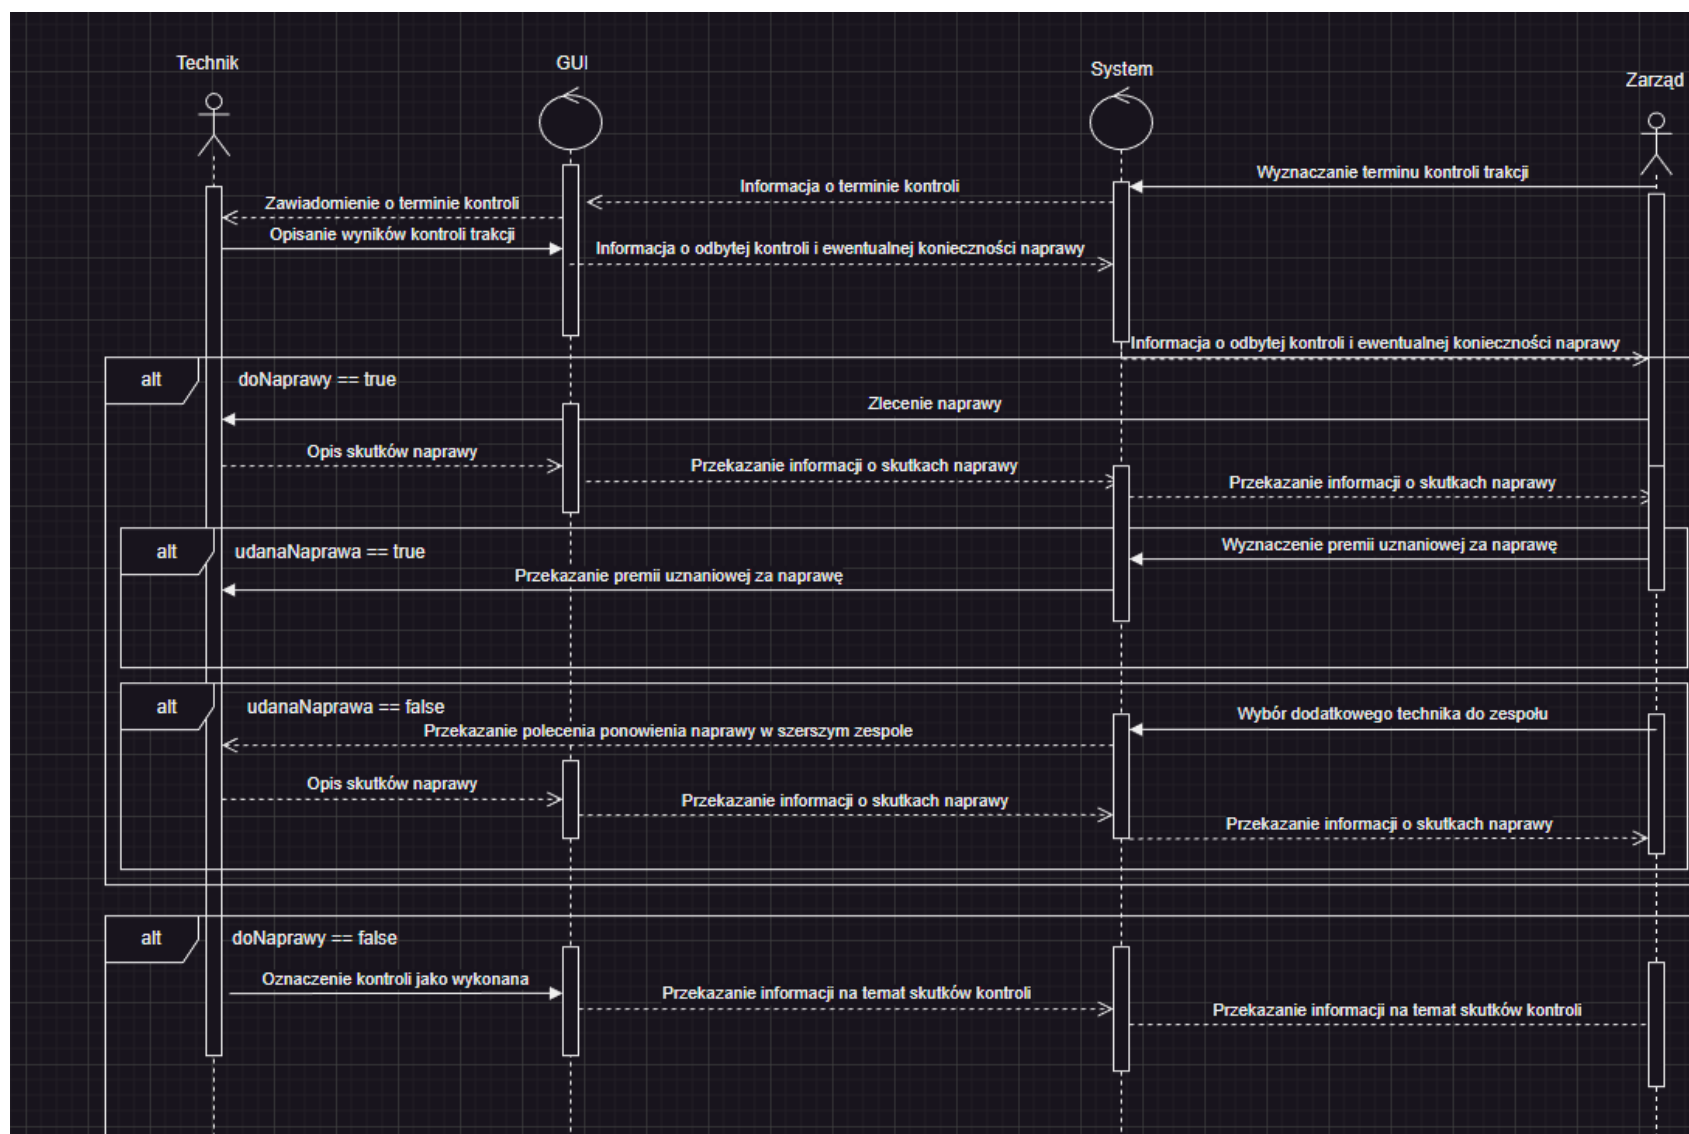 Technik
GUI
System
Zarząd
Wyznaczanie terminu kontroli trakcji
Informacja o terminie kontroli
Zawiadomienie o terminie kontroli
Opisanie wyników kontroli trakcji
Informacja o odbytej kontroli i ewentualnej konieczności naprawy
Informacja o odbytej kontroli i ewentualnej konieczności naprawy
alt
doNaprawy == true
Zlecenie naprawy
Opis skutków naprawy
Przekazanie informacji o skutkach naprawy
Przekazanie informacji o skutkach naprawy
alt
udanaNaprawa == true
Wyznaczenie premii uznaniowej za naprawę
Przekazanie premii uznaniowej za naprawę
alt
udanaNaprawa == false
Wybór dodatkowego technika do zespołu
Przekazanie polecenia ponowienia naprawy w szerszym zespole
Opis skutków naprawy
Przekazanie informacji o skutkach naprawy
Przekazanie informacji o skutkach naprawy
alt
doNaprawy == false
Oznaczenie kontroli jako wykonana
Przekazanie informacji na temat skutków kontroli
Przekazanie informacji na temat skutków kontroli